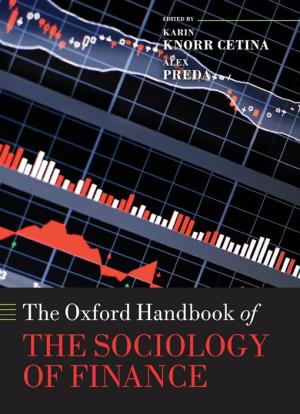 EDITED BY
KARIN
KNORR CETINA
ALEX
PREDA
The Oxford Handbook of
THE SOCIOLOGY
OF FINANCE